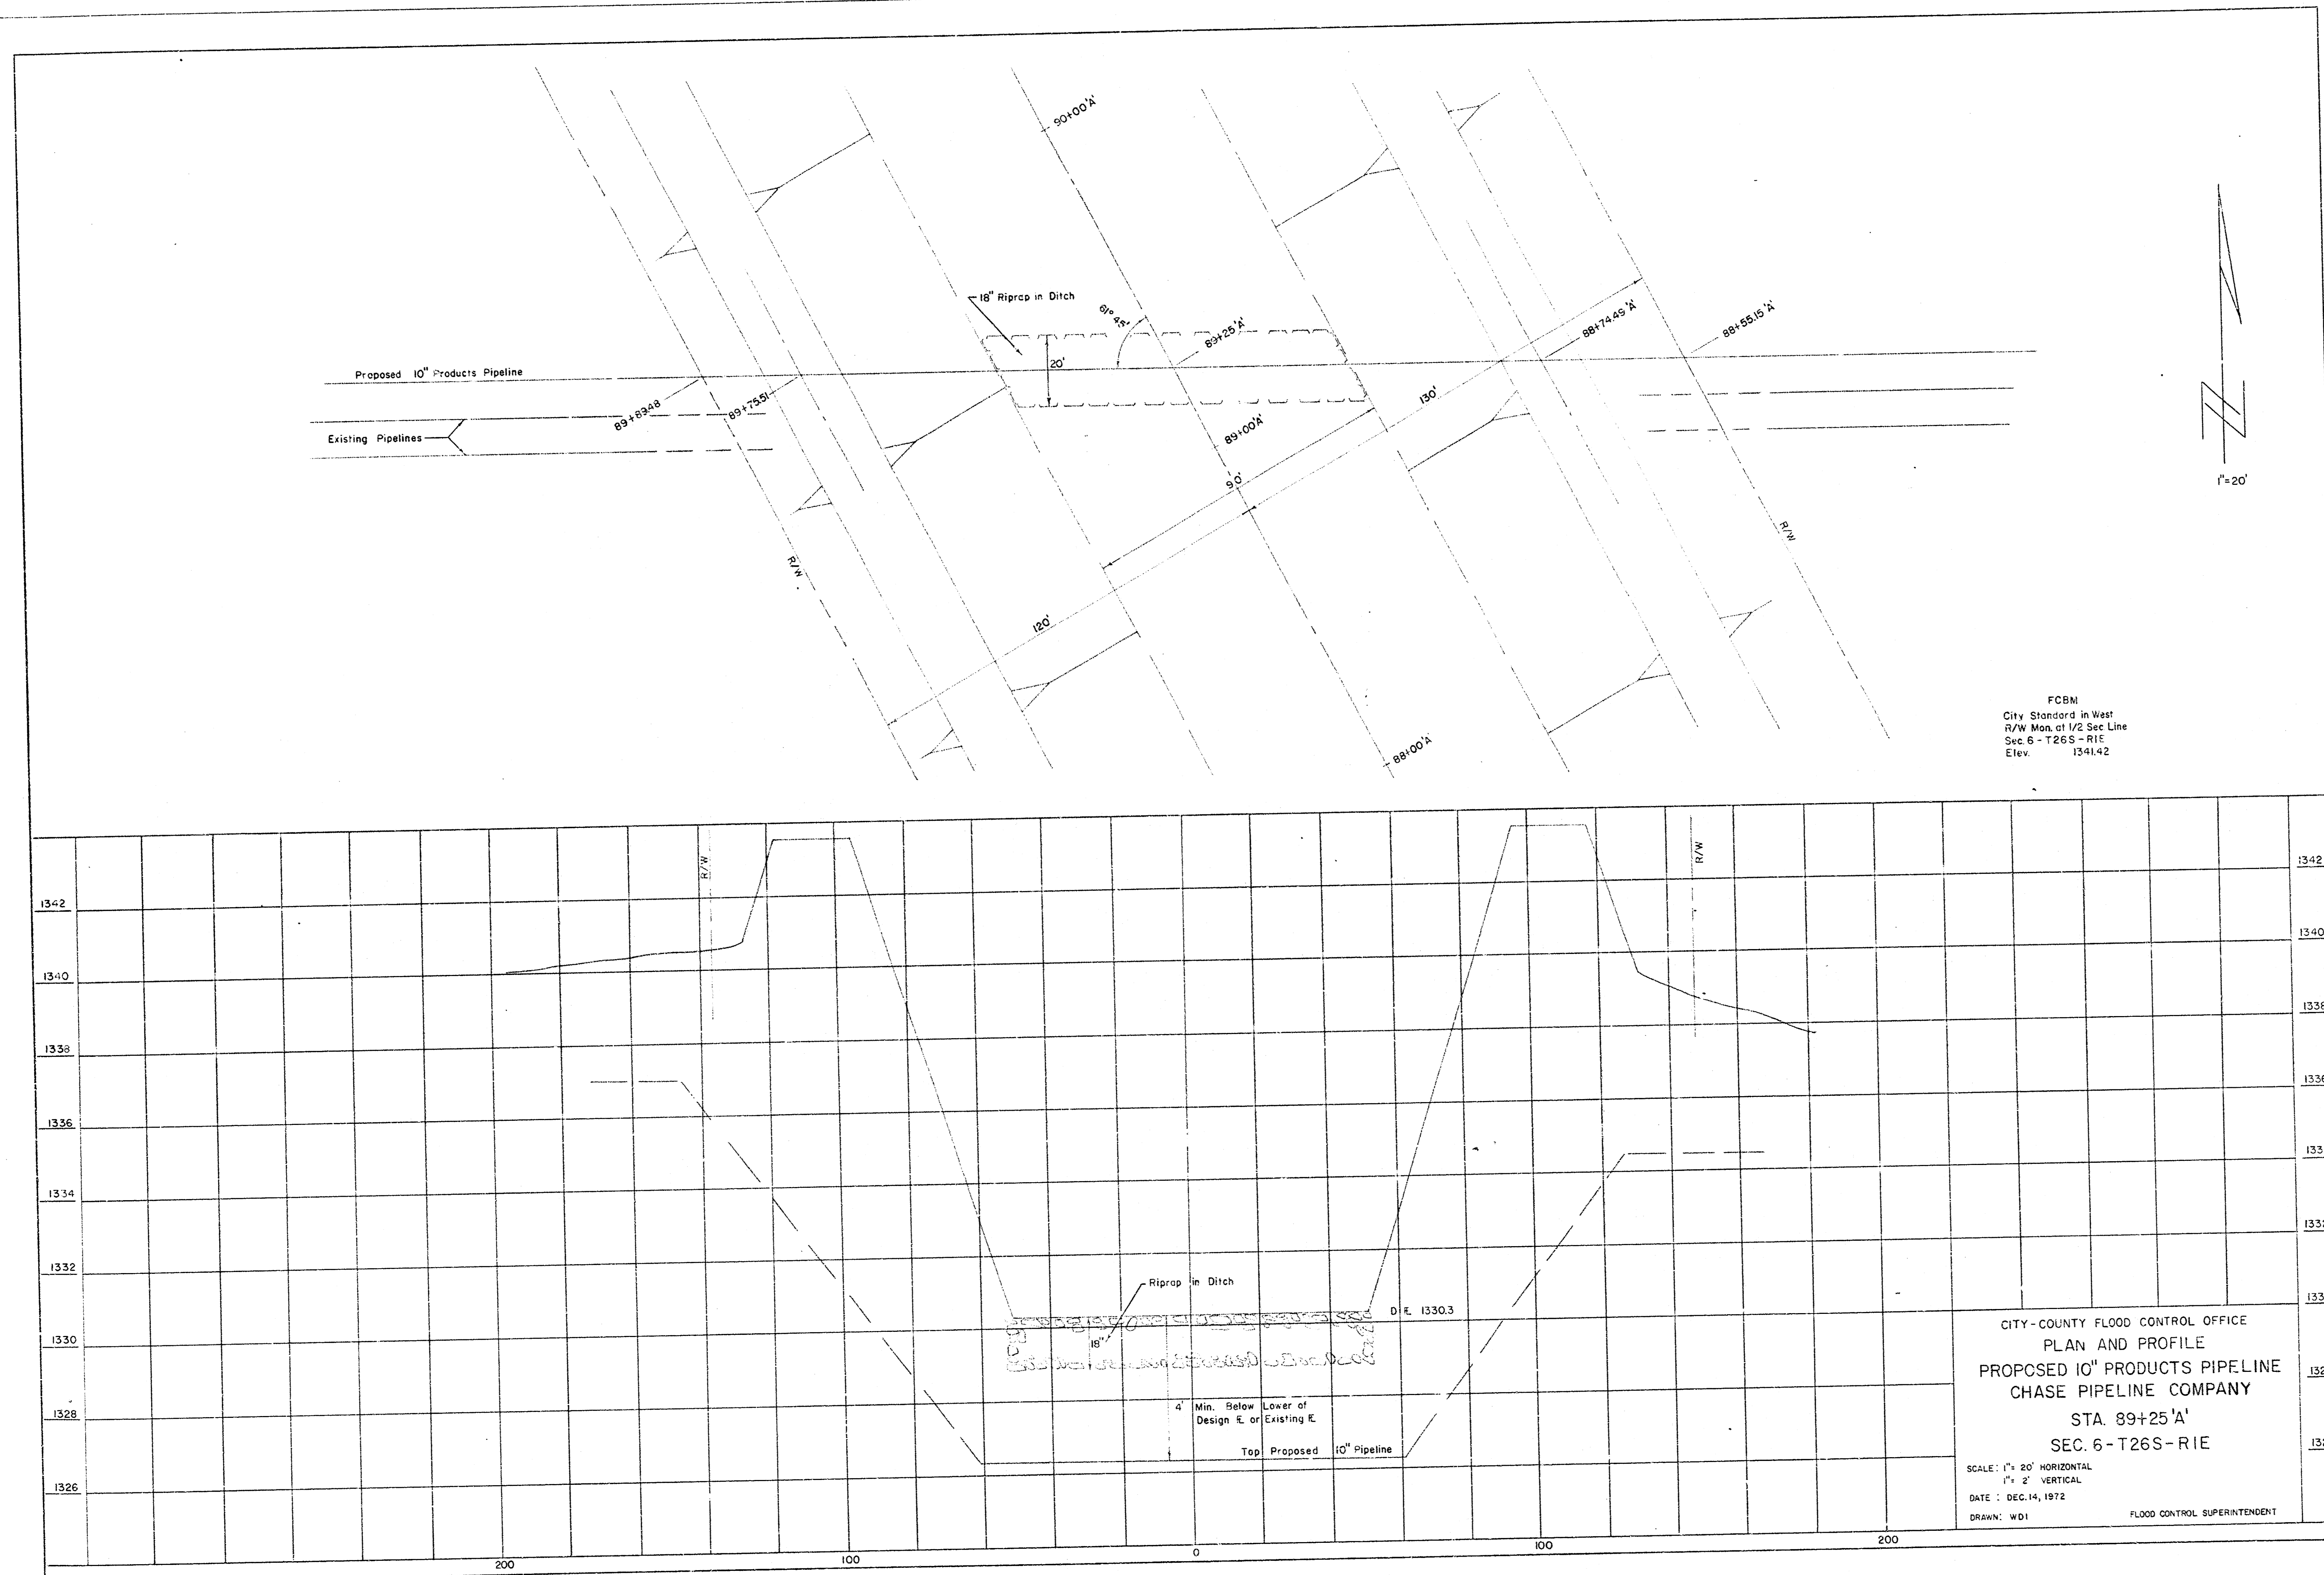 90+00'A'
18" Riprap in Ditch
61° 45'
89+25'A'
88+74.49 'A'
88+55.15 'A'
20'
Proposed 10" Products Pipeline
89+89.48
89+75.51
130'
Existing Pipelines
89+00'A'
90'
1"=20'
R/W
R/W
120'
88+00'A'
FCBM
City Standard in West
R/W Mon. at 1/2 Sec Line
Sec. 6 - T26S - R1E
Elev. 1341.42
R/W
R/W
1342
1342
1340
1340
1338
1338
1336
1336
1334
1332
1330
1328
1326
Riprap in Ditch
18"
D. F. 1330.3
4' Min. Below Lower of
Design ℄ or Existing ℄
Top Proposed 10" Pipeline
200
100
0
100
200
CITY-COUNTY FLOOD CONTROL OFFICE
PLAN AND PROFILE
PROPOSED 10" PRODUCTS PIPELINE
CHASE PIPELINE COMPANY
STA. 89+25'A'
SEC. 6-T26S-R1E
SCALE: 1"= 20' HORIZONTAL
1"= 2' VERTICAL
DATE : DEC. 14, 1972
DRAWN: WDI
FLOOD CONTROL SUPERINTENDENT